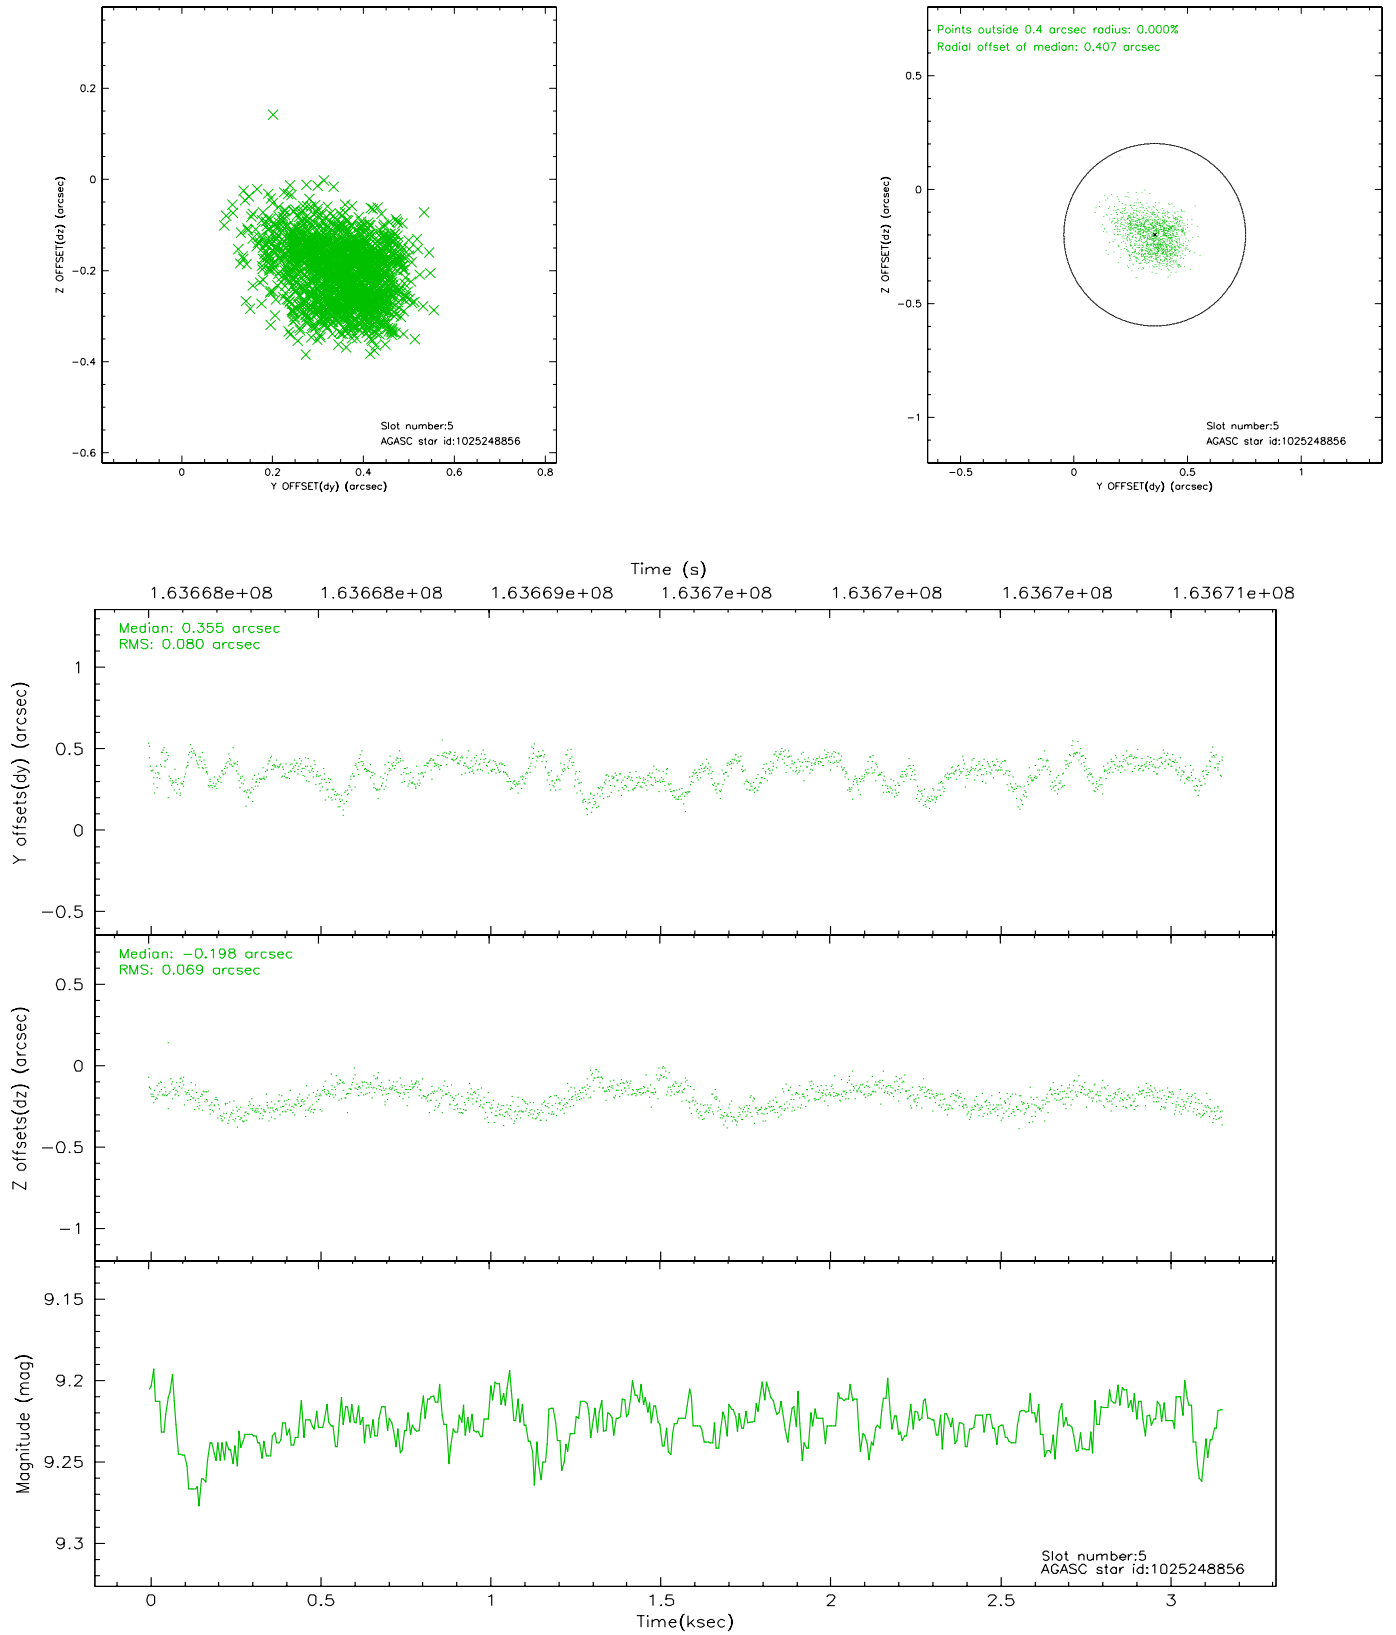 0.2
0
−0.2
−0.4
−0.6
Z OFFSET(dz) (arcsec)
Slot number:5
AGASC star id:1025248856
0 0.2 0.4 0.6 0.8
Y OFFSET(dy) (arcsec)
Points outside 0.4 arcsec radius: 0.000%
Radial offset of median: 0.407 arcsec
0.5
0
−0.5
−1
Z OFFSET(dz) (arcsec)
Slot number:5
AGASC star id:1025248856
−0.5 0 0.5 1
Y OFFSET(dy) (arcsec)
Time (s)
1.63668e+08 1.63668e+08 1.63669e+08 1.6367e+08 1.6367e+08 1.6367e+08 1.63671e+08
Median: 0.355 arcsec
RMS: 0.080 arcsec
1
0.5
0
−0.5
Y offsets(dy) (arcsec)
Median: −0.198 arcsec
RMS: 0.069 arcsec
0.5
0
−0.5
−1
Z offsets(dz) (arcsec)
9.15
9.2
9.25
9.3
Magnitude (mag)
Slot number:5
AGASC star id:1025248856
0 0.5 1 1.5 2 2.5 3
Time(ksec)